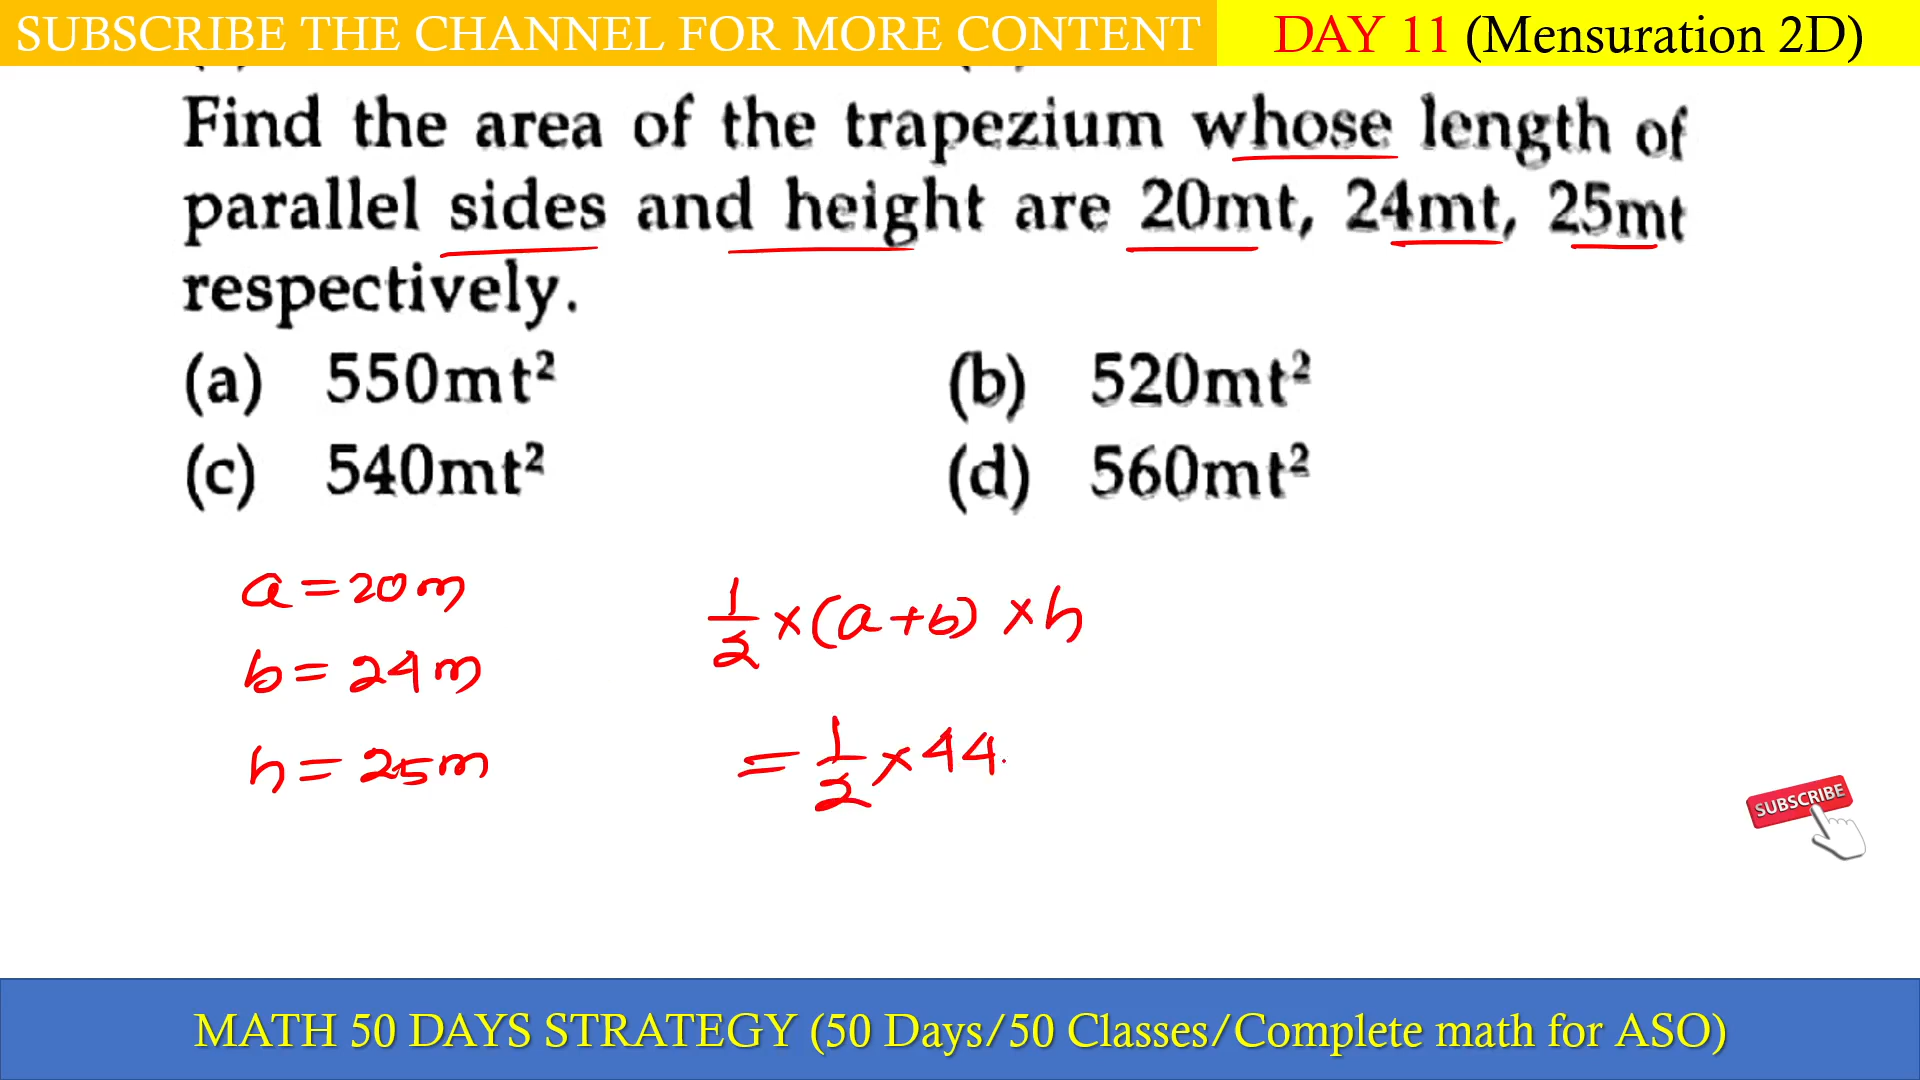 SUBSCRIBE THE CHANNEL FOR MORE CONTENT
DAY 11 (Mensuration 2D)
Find the area of the trapezium whose length of
parallel sides and height are 20mt, 24mt, 25mt
respectively.
(a) 550mt² (b) 520mt²
(c) 540mt² (d) 560mt²
a = 20m
b = 24m
h = 25m
1/2 × (a+b) × h
= 1/2 × 44
SUBSCRIBE
MATH 50 DAYS STRATEGY (50 Days/50 Classes/Complete math for ASO)